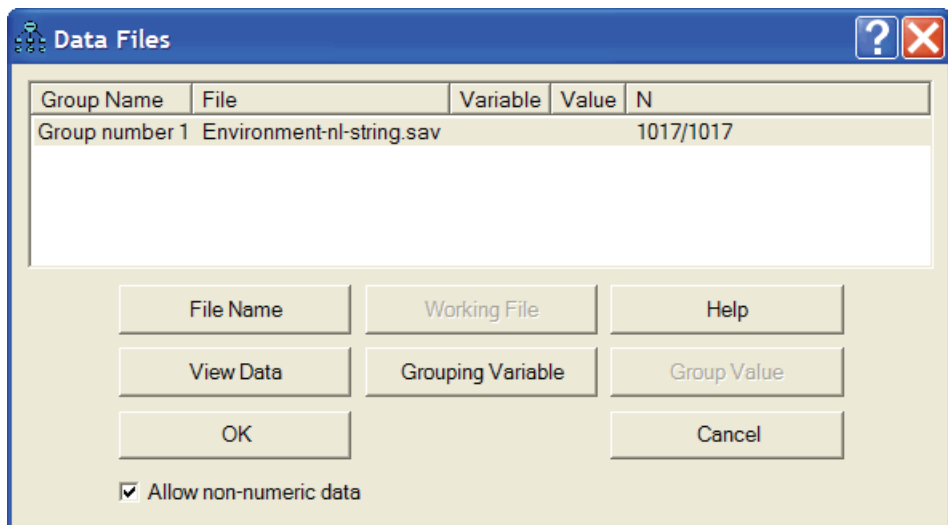 Data Files
Group Name File Variable Value N
Group number 1 Environment-nl-string.sav 1017/1017
File Name Working File Help
View Data Grouping Variable Group Value
OK Cancel
Allow non-numeric data